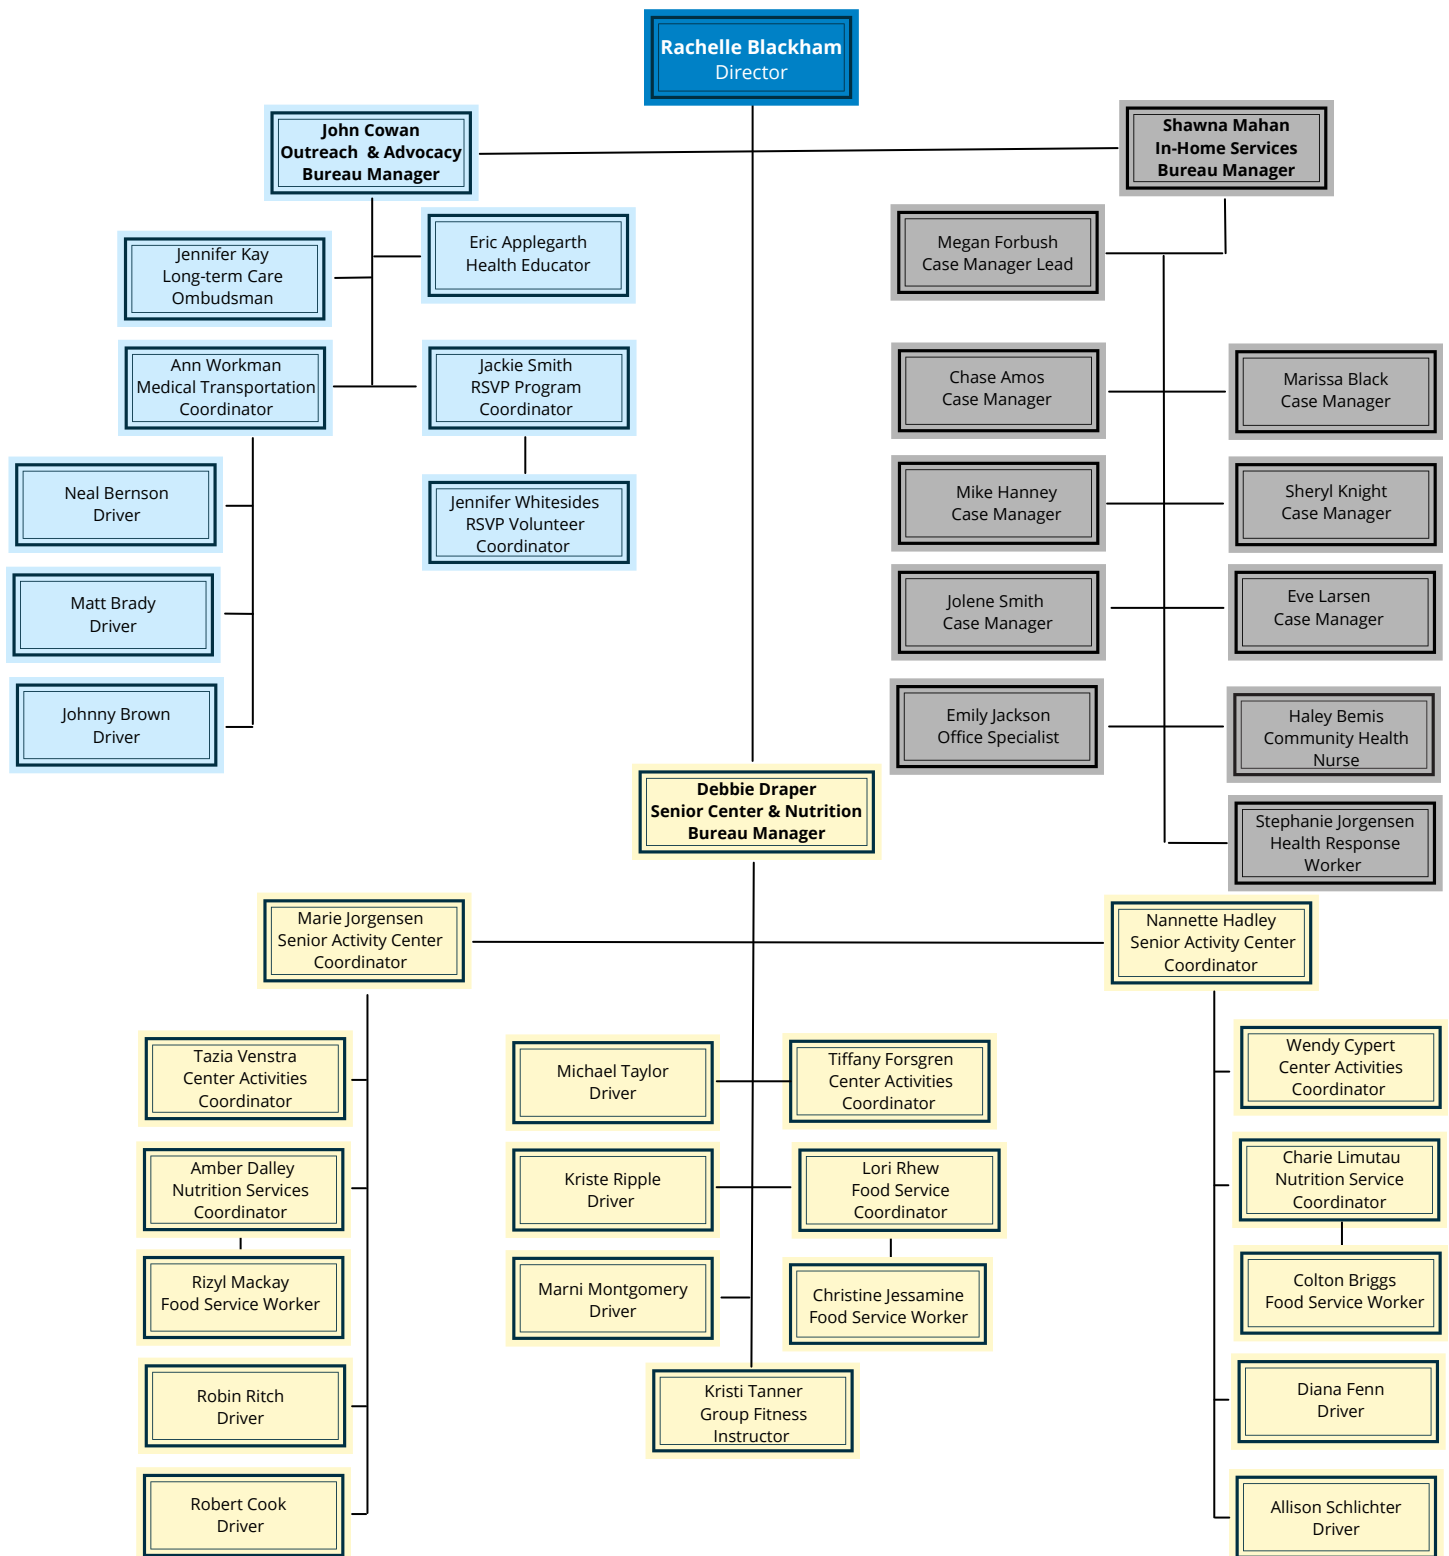 Rachelle Blackham
Director
John Cowan
Outreach & Advocacy
Bureau Manager
Shawna Mahan
In-Home Services
Bureau Manager
Jennifer Kay
Long-term Care
Ombudsman
Eric Applegarth
Health Educator
Megan Forbush
Case Manager Lead
Ann Workman
Medical Transportation
Coordinator
Jackie Smith
RSVP Program
Coordinator
Chase Amos
Case Manager
Marissa Black
Case Manager
Neal Bernson
Driver
Jennifer Whitesides
RSVP Volunteer
Coordinator
Mike Hanney
Case Manager
Sheryl Knight
Case Manager
Matt Brady
Driver
Jolene Smith
Case Manager
Eve Larsen
Case Manager
Johnny Brown
Driver
Emily Jackson
Office Specialist
Haley Bemis
Community Health
Nurse
Debbie Draper
Senior Center & Nutrition
Bureau Manager
Stephanie Jorgensen
Health Response
Worker
Marie Jorgensen
Senior Activity Center
Coordinator
Nannette Hadley
Senior Activity Center
Coordinator
Tazia Venstra
Center Activities
Coordinator
Michael Taylor
Driver
Tiffany Forsgren
Center Activities
Coordinator
Wendy Cypert
Center Activities
Coordinator
Amber Dalley
Nutrition Services
Coordinator
Kriste Ripple
Driver
Lori Rhew
Food Service
Coordinator
Charie Limutau
Nutrition Service
Coordinator
Rizyl Mackay
Food Service Worker
Marni Montgomery
Driver
Christine Jessamine
Food Service Worker
Colton Briggs
Food Service Worker
Robin Ritch
Driver
Kristi Tanner
Group Fitness
Instructor
Diana Fenn
Driver
Robert Cook
Driver
Allison Schlichter
Driver